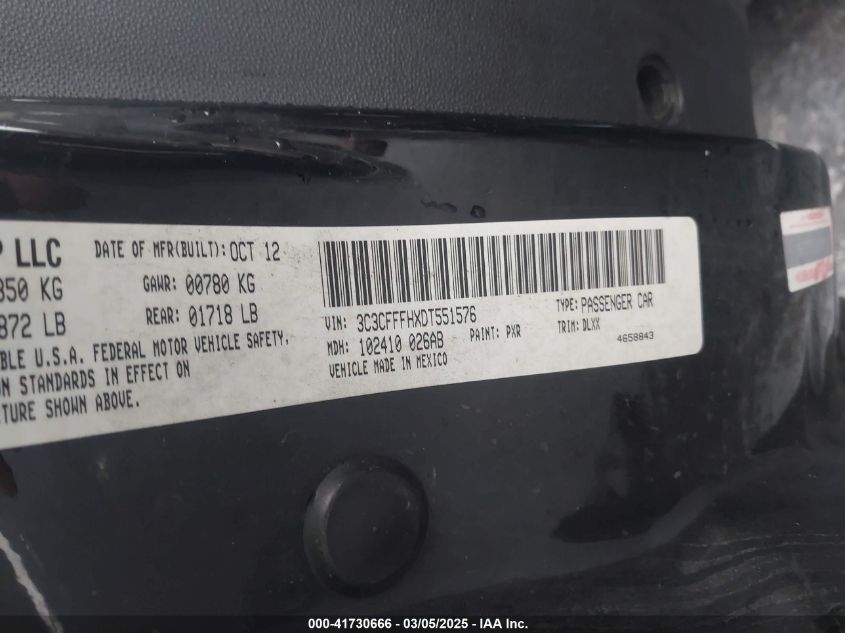 P LLC DATE OF MFR(BUILT): OCT 12
850 KG GAWR: 00780 KG
872 LB REAR: 01718 LB
BLE U.S.A. FEDERAL MOTOR VEHICLE SAFETY,
ON STANDARDS IN EFFECT ON
TURE SHOWN ABOVE.
VIN: 3C3CFFFHXDT551576 TYPE: PASSENGER CAR
MDH: 102410 026AB PAINT: PXR TRIM: DLXX
VEHICLE MADE IN MEXICO 4658843
000-41730666 - 03/05/2025 - IAA Inc.